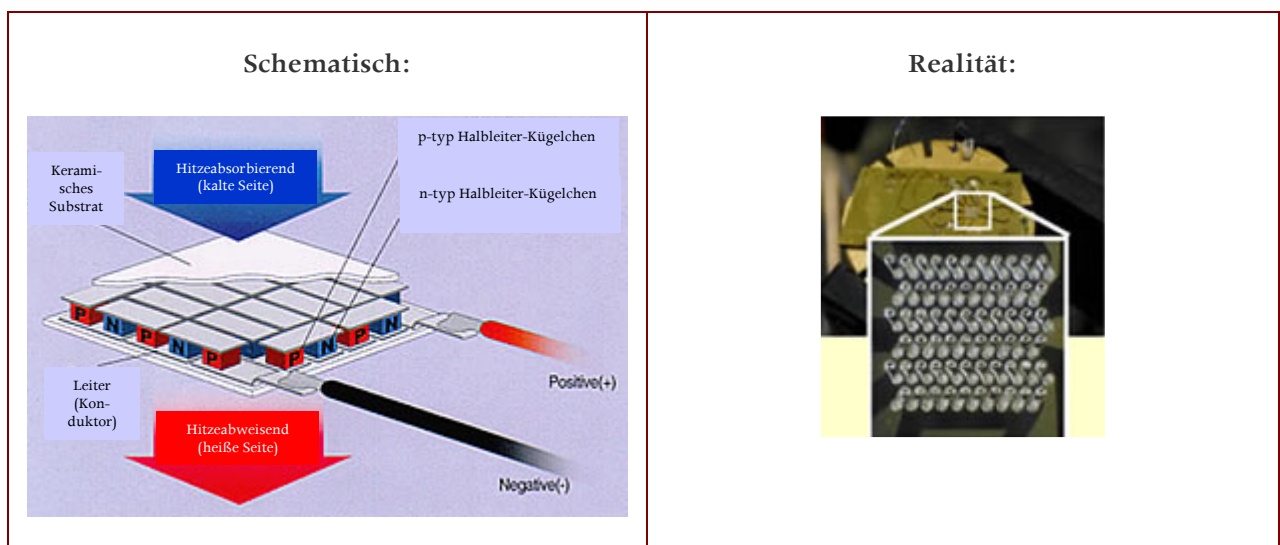 Schematisch:
Realität:
p-typ Halbleiter-Kügelchen
n-typ Halbleiter-Kügelchen
Hitzeabsorbierend
(kalte Seite)
Kerami-
sches
Substrat
P
N
P
N
P
P
N
P
N
Positive(+)
Leiter
(Kon-
duktor)
Hitzeabweisend
(heiße Seite)
Negative(-)